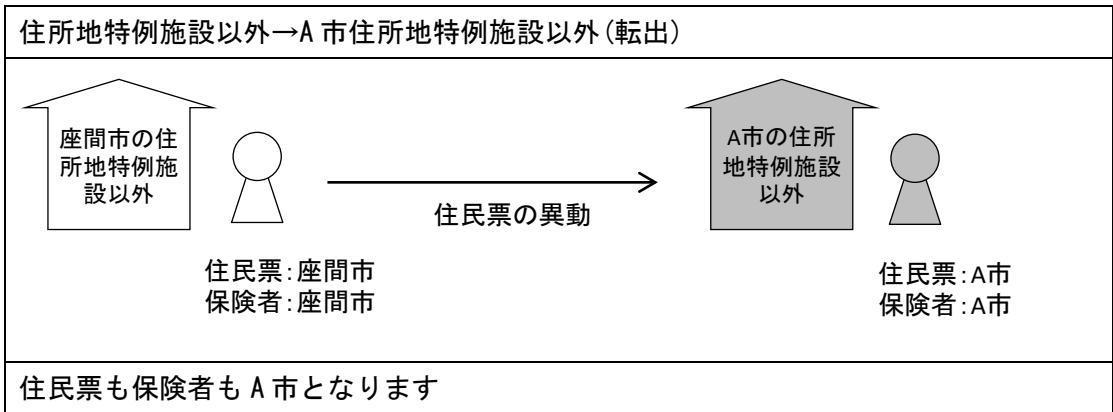 住所地特例施設以外→A市住所地特例施設以外(転出)
座間市の住
所地特例施
設以外
A市の住所
地特例施設
以外
住民票の異動
住民票:座間市
保険者:座間市
住民票:A市
保険者:A市
住民票も保険者も A 市となります